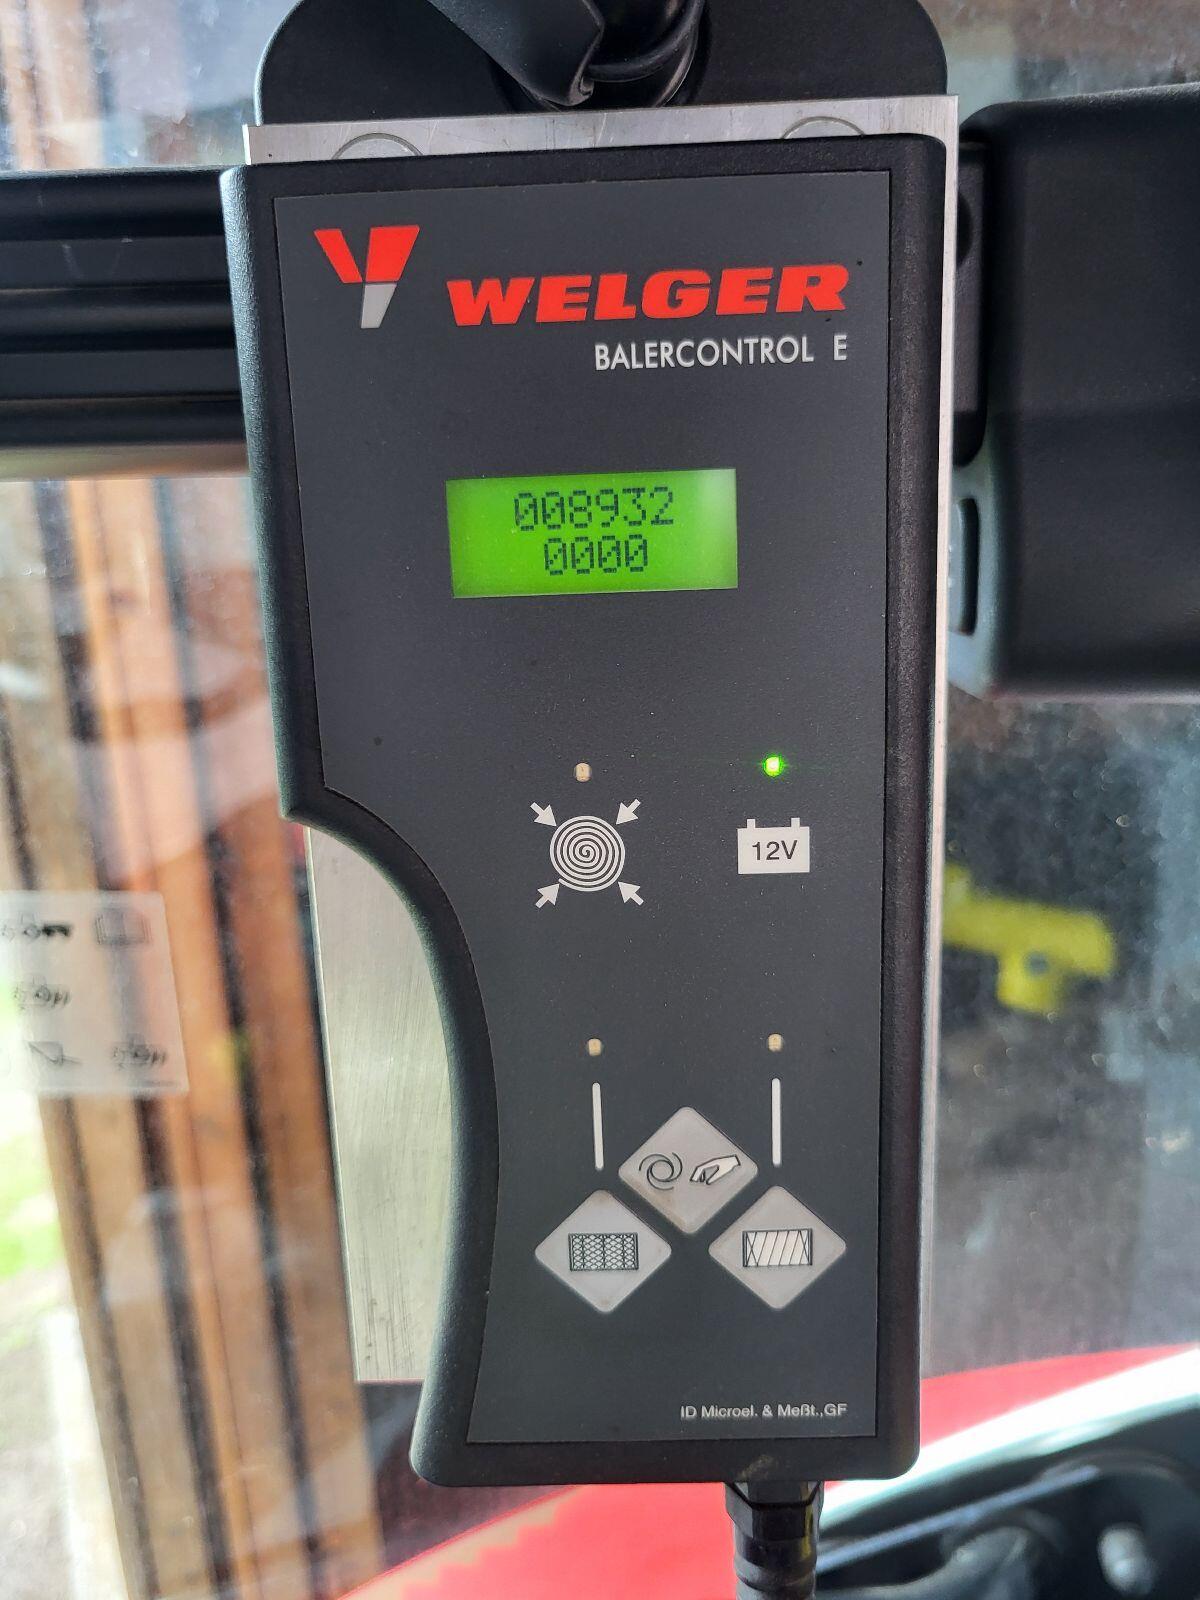 WELGER
BALERCONTROL E
008932
0000
12V
ID Microel. & Meßt.,GF